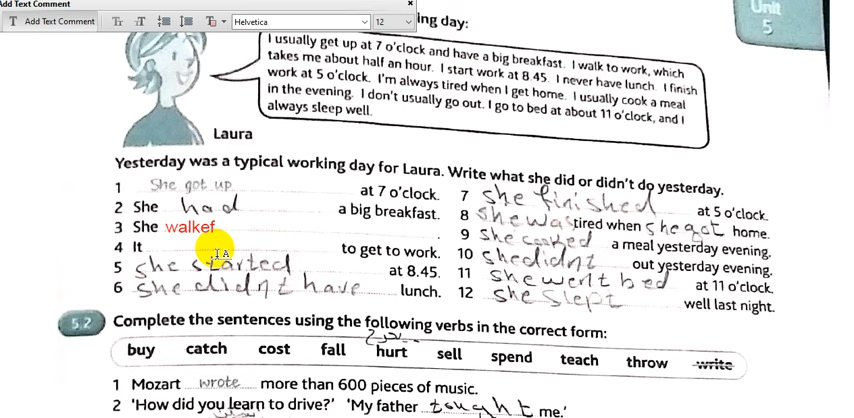 Add Text Comment
T Add Text Comment Helvetica 12
ing day:
Unit
5
I usually get up at 7 o'clock and have a big breakfast. I walk to work, which
takes me about half an hour. I start work at 8 45. I never have lunch. I finish
work at 5 o'clock. I'm always tired when I get home. I usually cook a meal
in the evening. I don't usually go out. I go to bed at about 11 o'clock, and I
always sleep well.
Laura
Yesterday was a typical working day for Laura. Write what she did or didn't do yesterday.
1 She got up at 7 o'clock.
2 She had a big breakfast.
3 She walkef .
4 It to get to work.
5 she started at 8.45.
6 she didnt have lunch.
7 she finished at 5 o'clock.
8 she was tired when she got home.
9 she cooked a meal yesterday evening.
10 she didnt out yesterday evening.
11 she went bed at 11 o'clock.
12 she slept well last night.
5.2 Complete the sentences using the following verbs in the correct form:
buy catch cost fall hurt sell spend teach throw write
1 Mozart wrote more than 600 pieces of music.
2 'How did you learn to drive?' 'My father tought me.'